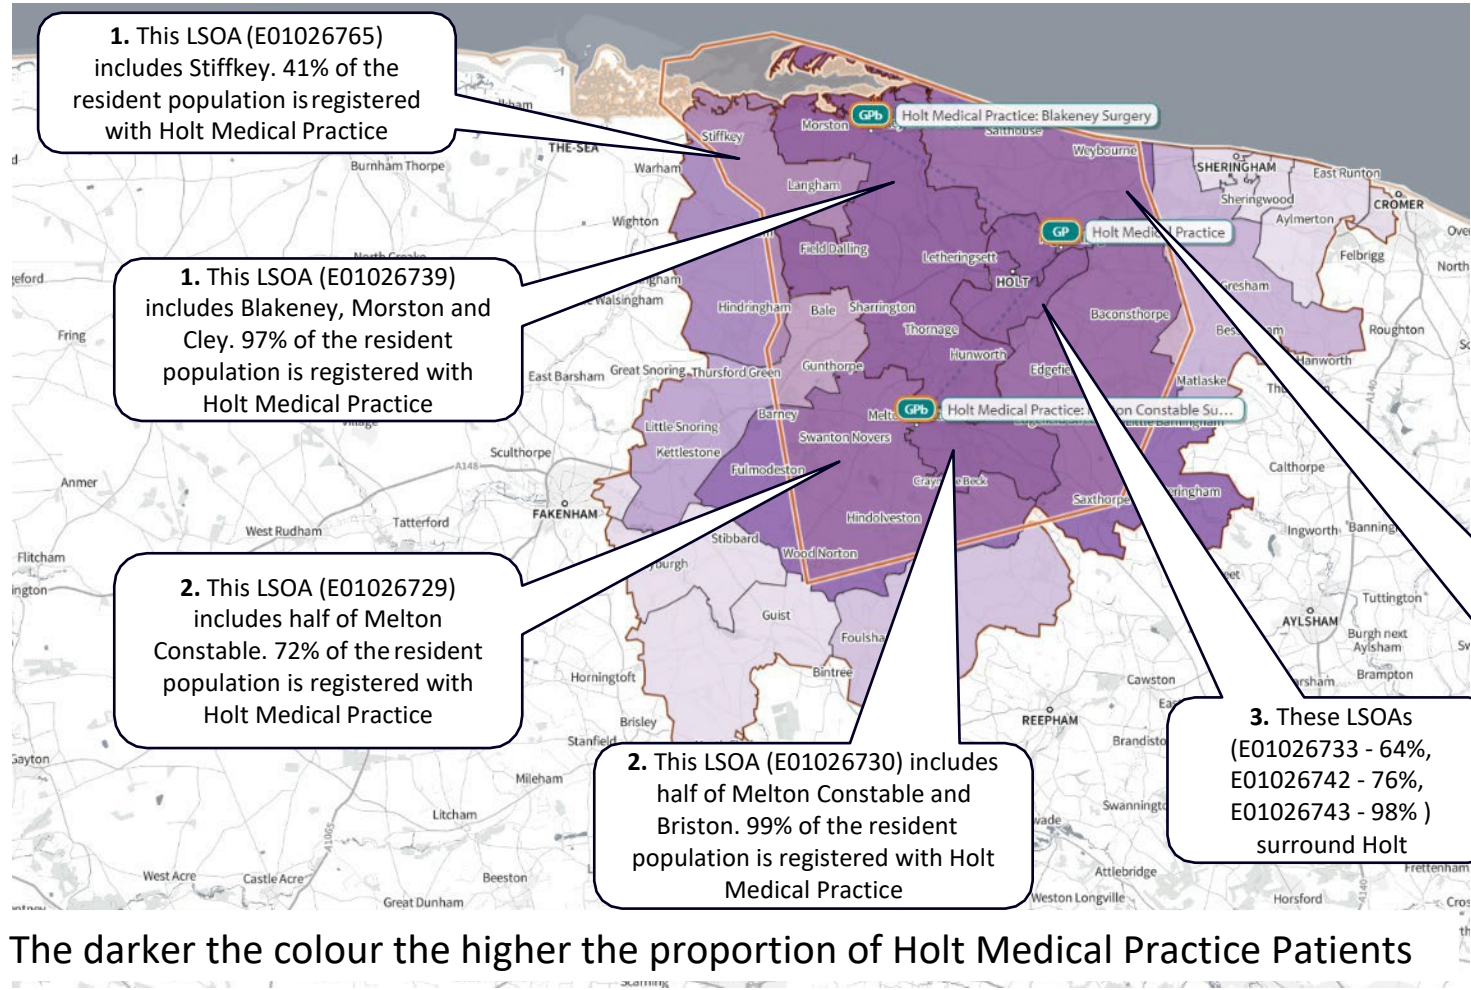 1. This LSOA (E01026765)
includes Stiffkey. 41% of the
resident population is registered
with Holt Medical Practice
1. This LSOA (E01026739)
includes Blakeney, Morston and
Cley. 97% of the resident
population is registered with
Holt Medical Practice
2. This LSOA (E01026729)
includes half of Melton
Constable. 72% of the resident
population is registered with
Holt Medical Practice
2. This LSOA (E01026730) includes
half of Melton Constable and
Briston. 99% of the resident
population is registered with Holt
Medical Practice
3. These LSOAs
(E01026733 - 64%,
E01026742 - 76%,
E01026743 - 98% )
surround Holt
GPb Holt Medical Practice: Blakeney Surgery
GP Holt Medical Practice
GPb Holt Medical Practice: Melton Constable Su...
THE-SEA
Burnham Thorpe
Warham
Wighton
Stiffkey
Morston
Langham
Salthouse
Weybourne
SHERINGHAM
East Runton
Sheringwood
CROMER
Aylmerton
Felbrigg
Field Dalling
Letheringsett
HOLT
Gresham
Hindringham
Bale
Sharrington
Thornage
Baconsthorpe
Roughton
Hanworth
Fring
Hunworth
East Barsham
Great Snoring
Thursford Green
Gunthorpe
Matlaske
Barney
Little Snoring
Swanton Novers
Kettlestone
Little Barningham
Sculthorpe
A148
Fulmodeston
Calthorpe
Anmer
FAKENHAM
Saxthorpe
Tatterford
West Rudham
Hindolveston
Ingworth
Flitcham
Stibbard
Wood Norton
Guist
Tuttington
AYLSHAM
Burgh next
Aylsham
Brampton
Bintree
Horningtoft
Cawston
REEPHAM
Brisley
Stanfield
Mileham
Litcham
A1065
West Acre
Castle Acre
Beeston
Great Dunham
Attlebridge
Weston Longville
Horsford
Frettenham
A140
A140
The darker the colour the higher the proportion of Holt Medical Practice Patients